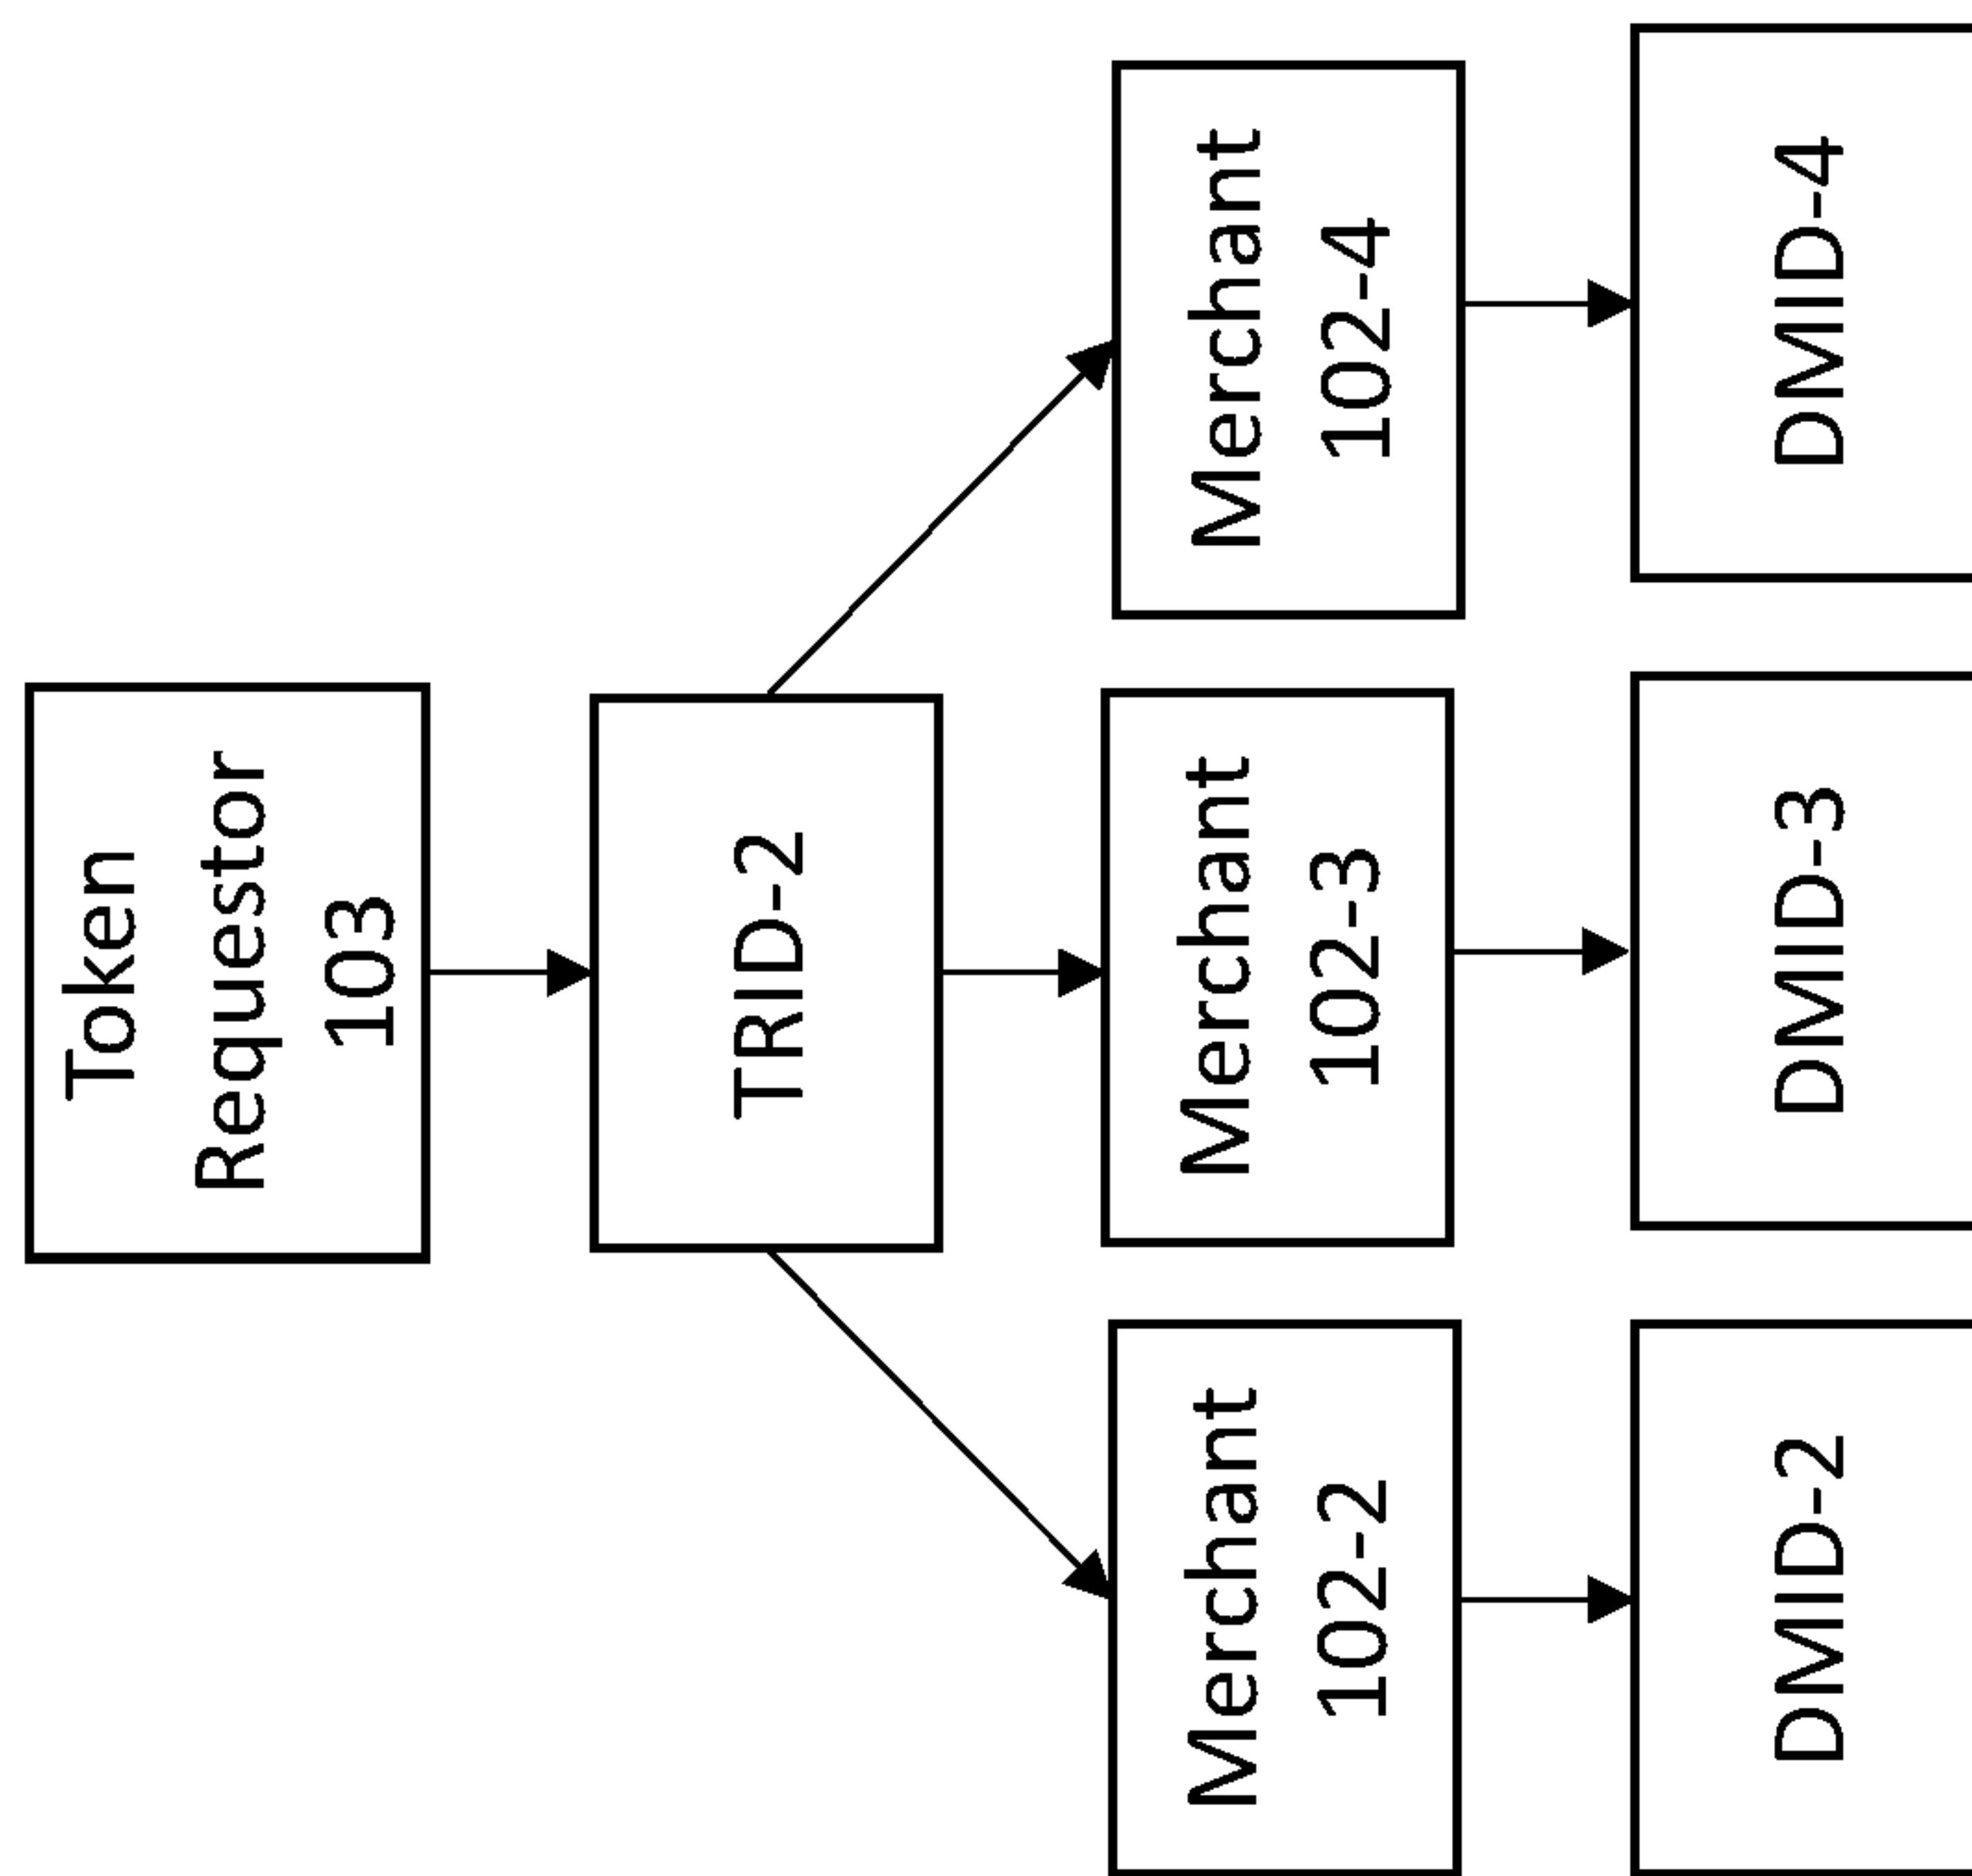 Token
Requestor
103
TRID-2
Merchant
102-2
Merchant
102-3
Merchant
102-4
DMID-2
DMID-3
DMID-4